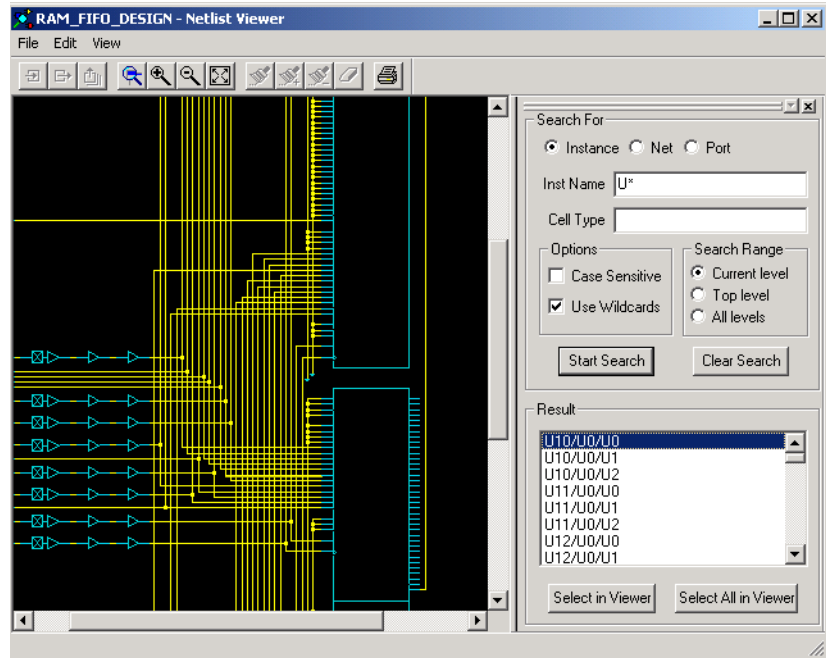 RAM_FIFO_DESIGN - Netlist Viewer
File Edit View
Search For
Instance Net Port
Inst Name U*
Cell Type
Options
Case Sensitive
Use Wildcards
Search Range
Current level
Top level
All levels
Start Search Clear Search
Result
U10/U0/U0
U10/U0/U1
U10/U0/U2
U11/U0/U0
U11/U0/U1
U11/U0/U2
U12/U0/U0
U12/U0/U1
Select in Viewer Select All in Viewer